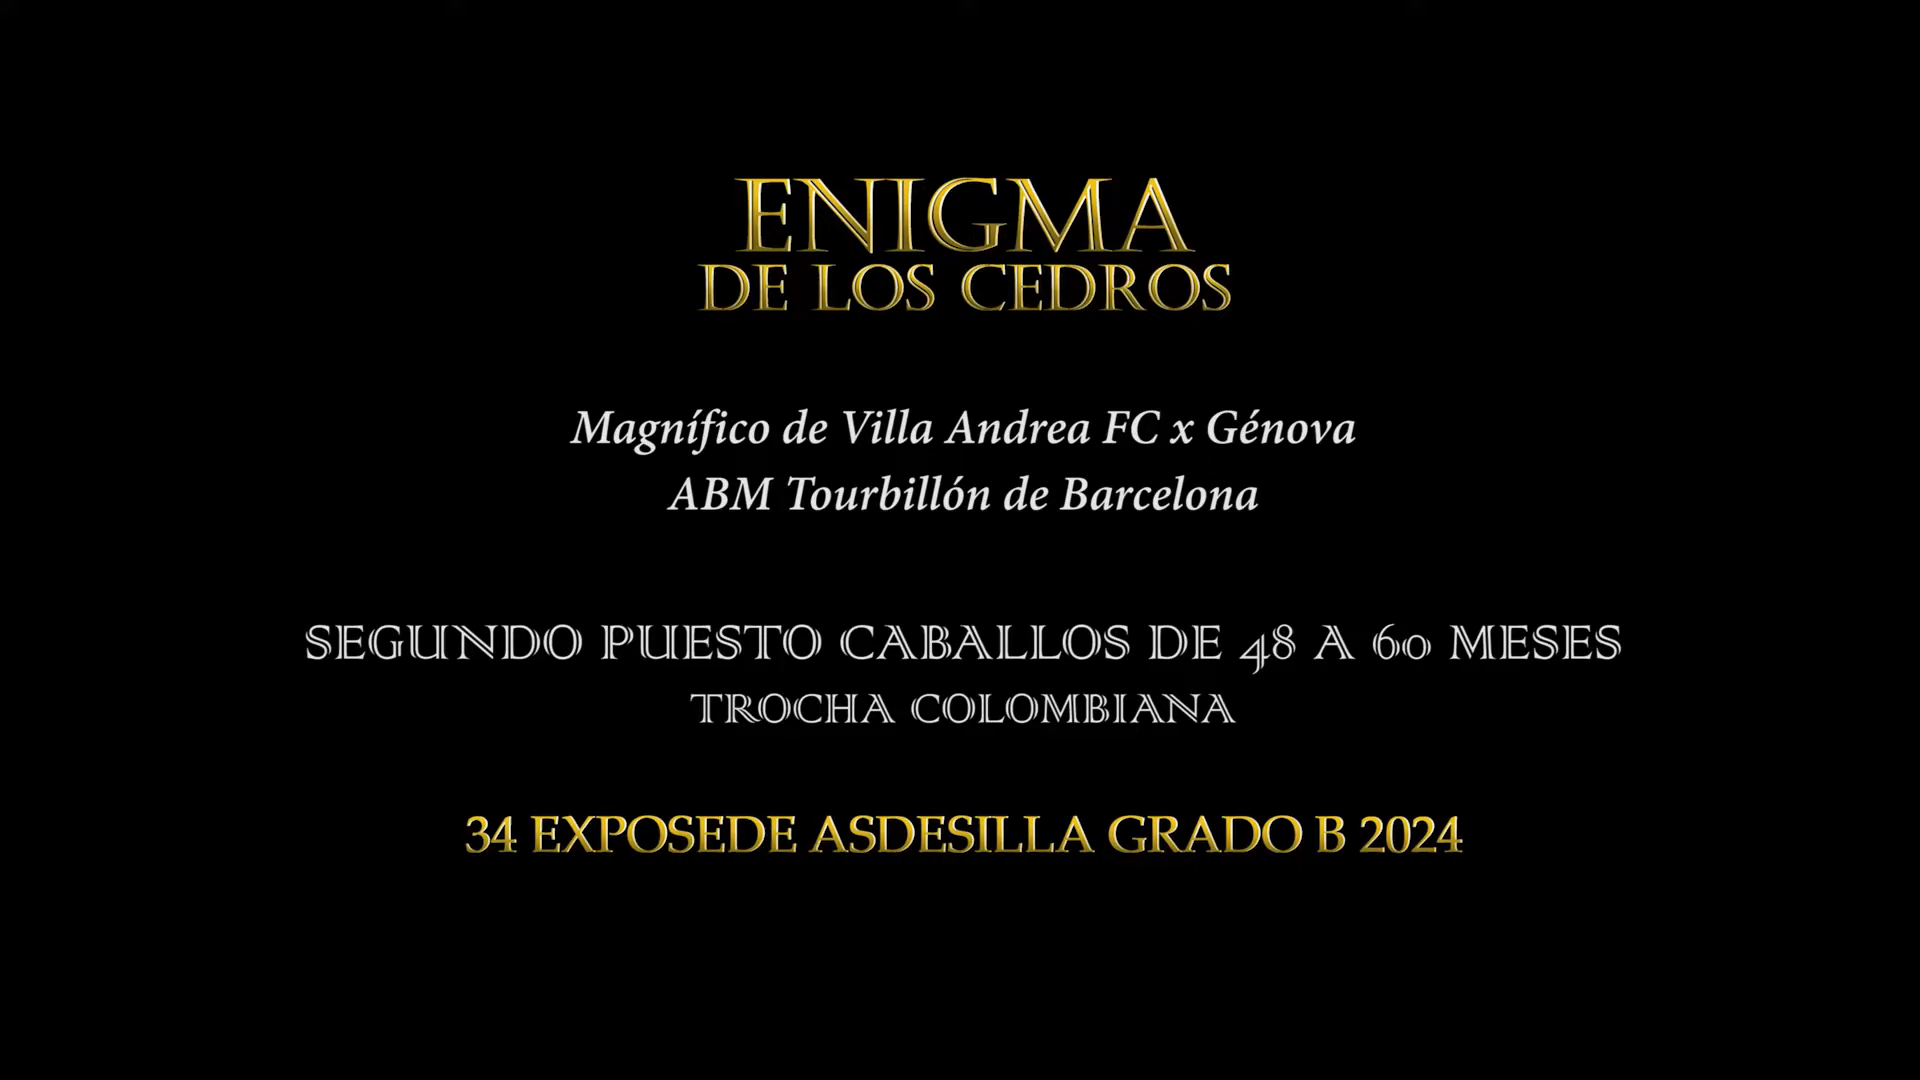 ENIGMA
DE LOS CEDROS
Magnífico de Villa Andrea FC x Génova
ABM Tourbillón de Barcelona
SEGUNDO PUESTO CABALLOS DE 48 A 60 MESES
TROCHA COLOMBIANA
34 EXPOSEDE ASDESILLA GRADO B 2024